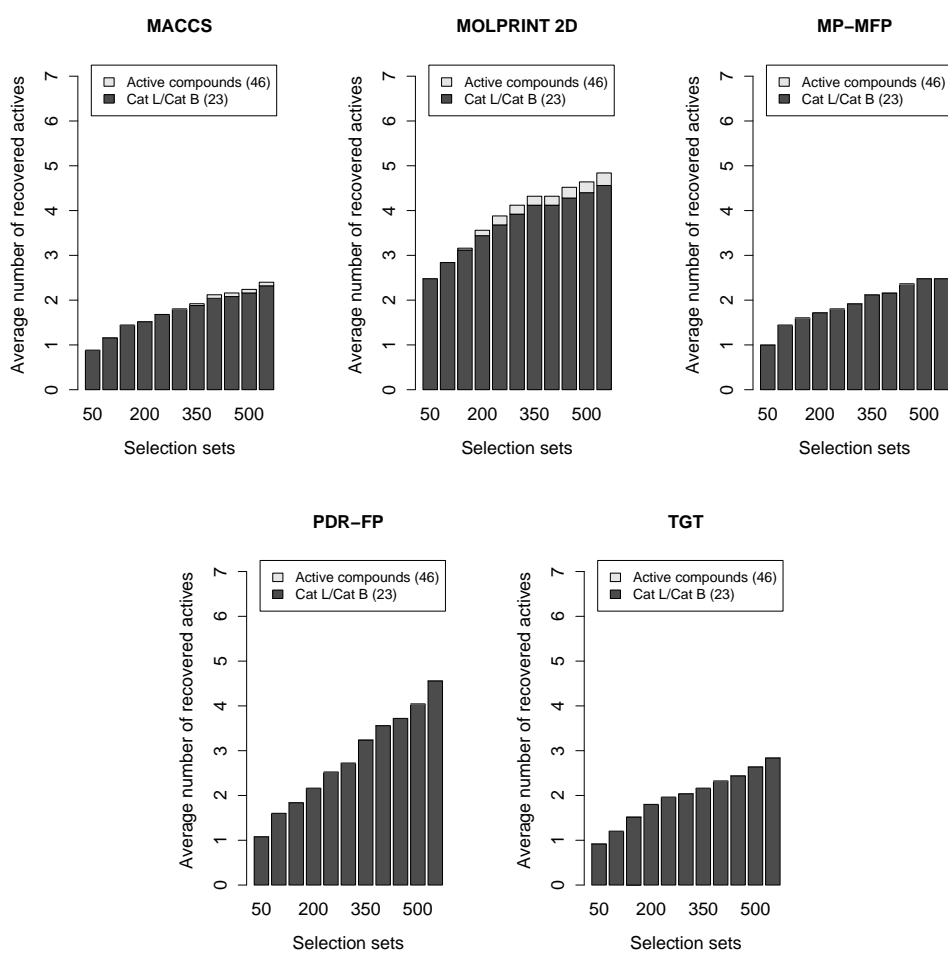 MACCS
Average number of recovered actives
7
6
5
4
3
2
1
0
Active compounds (46)
Cat L/Cat B (23)
50 200 350 500
Selection sets
MOLPRINT 2D
Average number of recovered actives
7
6
5
4
3
2
1
0
Active compounds (46)
Cat L/Cat B (23)
50 200 350 500
Selection sets
MP−MFP
Average number of recovered actives
7
6
5
4
3
2
1
0
Active compounds (46)
Cat L/Cat B (23)
50 200 350 500
Selection sets
PDR−FP
Average number of recovered actives
7
6
5
4
3
2
1
0
Active compounds (46)
Cat L/Cat B (23)
50 200 350 500
Selection sets
TGT
Average number of recovered actives
7
6
5
4
3
2
1
0
Active compounds (46)
Cat L/Cat B (23)
50 200 350 500
Selection sets